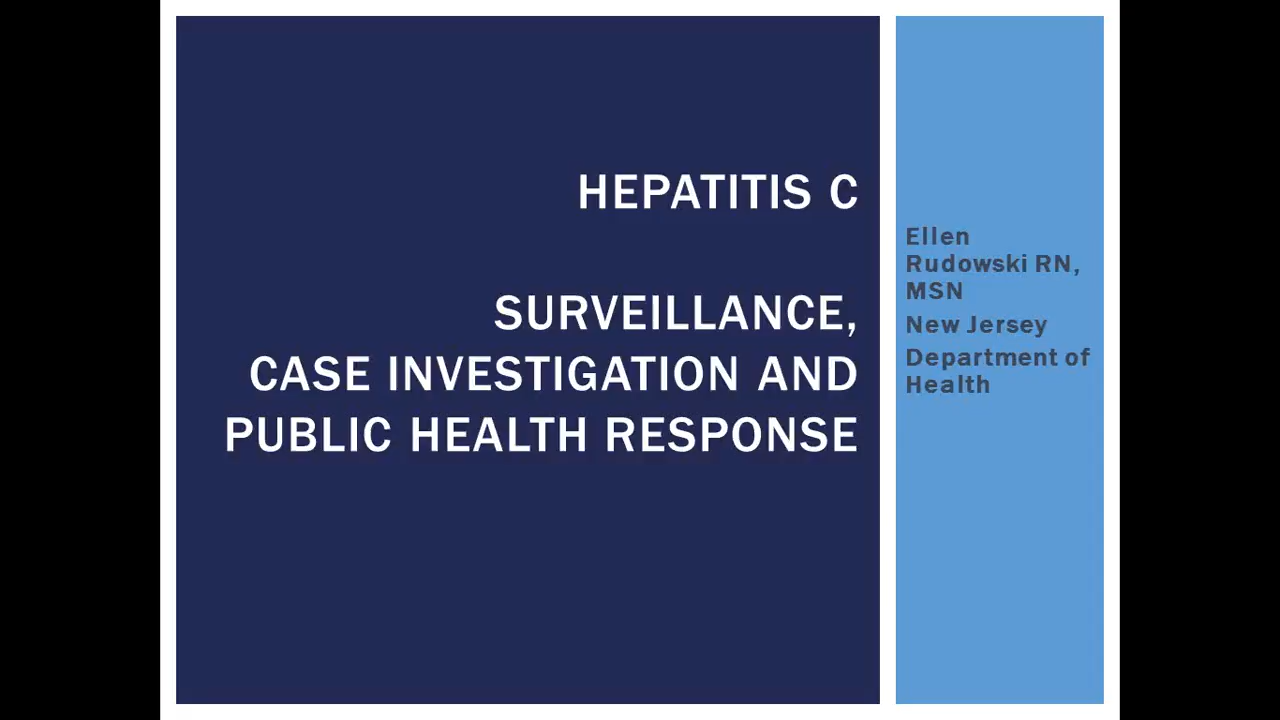 HEPATITIS C
SURVEILLANCE,
CASE INVESTIGATION AND
PUBLIC HEALTH RESPONSE
Ellen
Rudowski RN,
MSN
New Jersey
Department of
Health